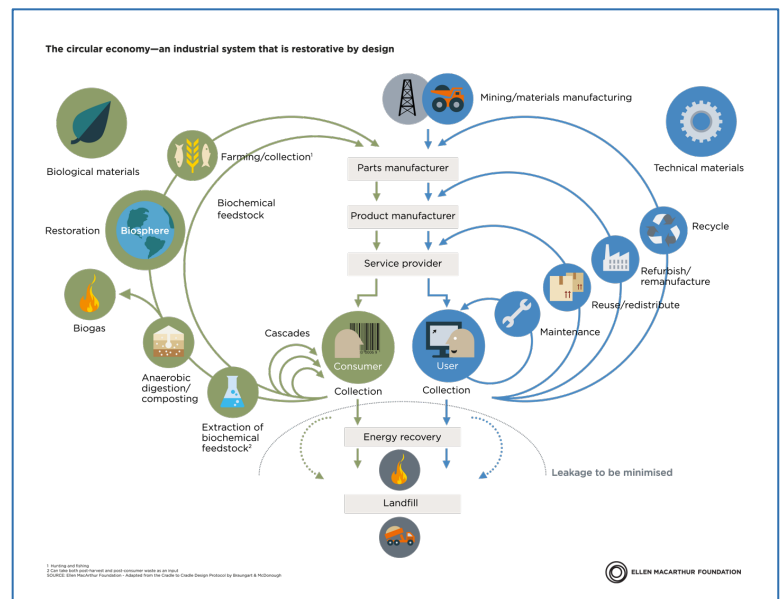 The circular economy—an industrial system that is restorative by design
Mining/materials manufacturing
Biological materials
Farming/collection¹
Technical materials
Parts manufacturer
Biochemical
feedstock
Product manufacturer
Restoration
Biosphere
Recycle
Service provider
Refurbish/
remanufacture
Reuse/redistribute
Biogas
Maintenance
Cascades
Consumer
User
Anaerobic
digestion/
composting
Collection
Collection
Extraction of
biochemical
feedstock²
Energy recovery
Leakage to be minimised
Landfill
1 Hunting and fishing
2 Can take both post-harvest and post-consumer waste as an input
SOURCE: Ellen MacArthur Foundation - Adapted from the Cradle to Cradle Design Protocol by Braungart & McDonough
ELLEN MACARTHUR FOUNDATION